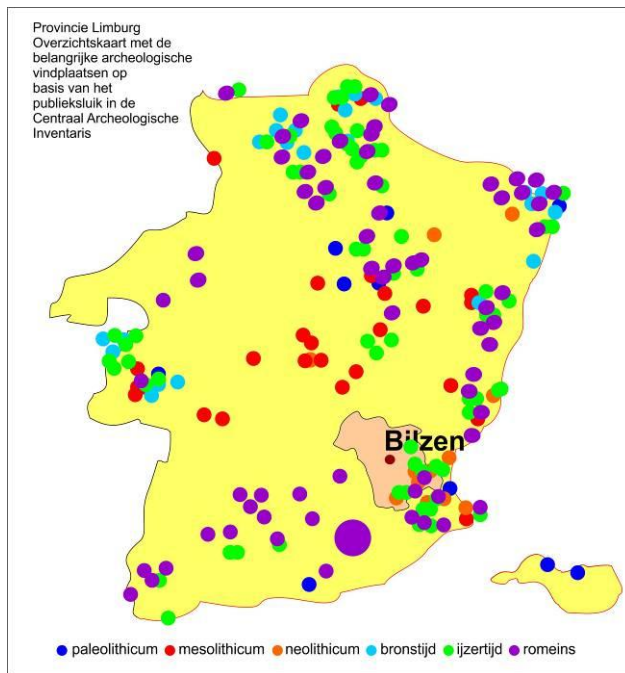 Provincie Limburg
Overzichtskaart met de
belangrijke archeologische
vindplaatsen op
basis van het
publieksluik in de
Centraal Archeologische
Inventaris
Bilzen
paleolithicum mesolithicum neolithicum bronstijd ijzertijd romeins